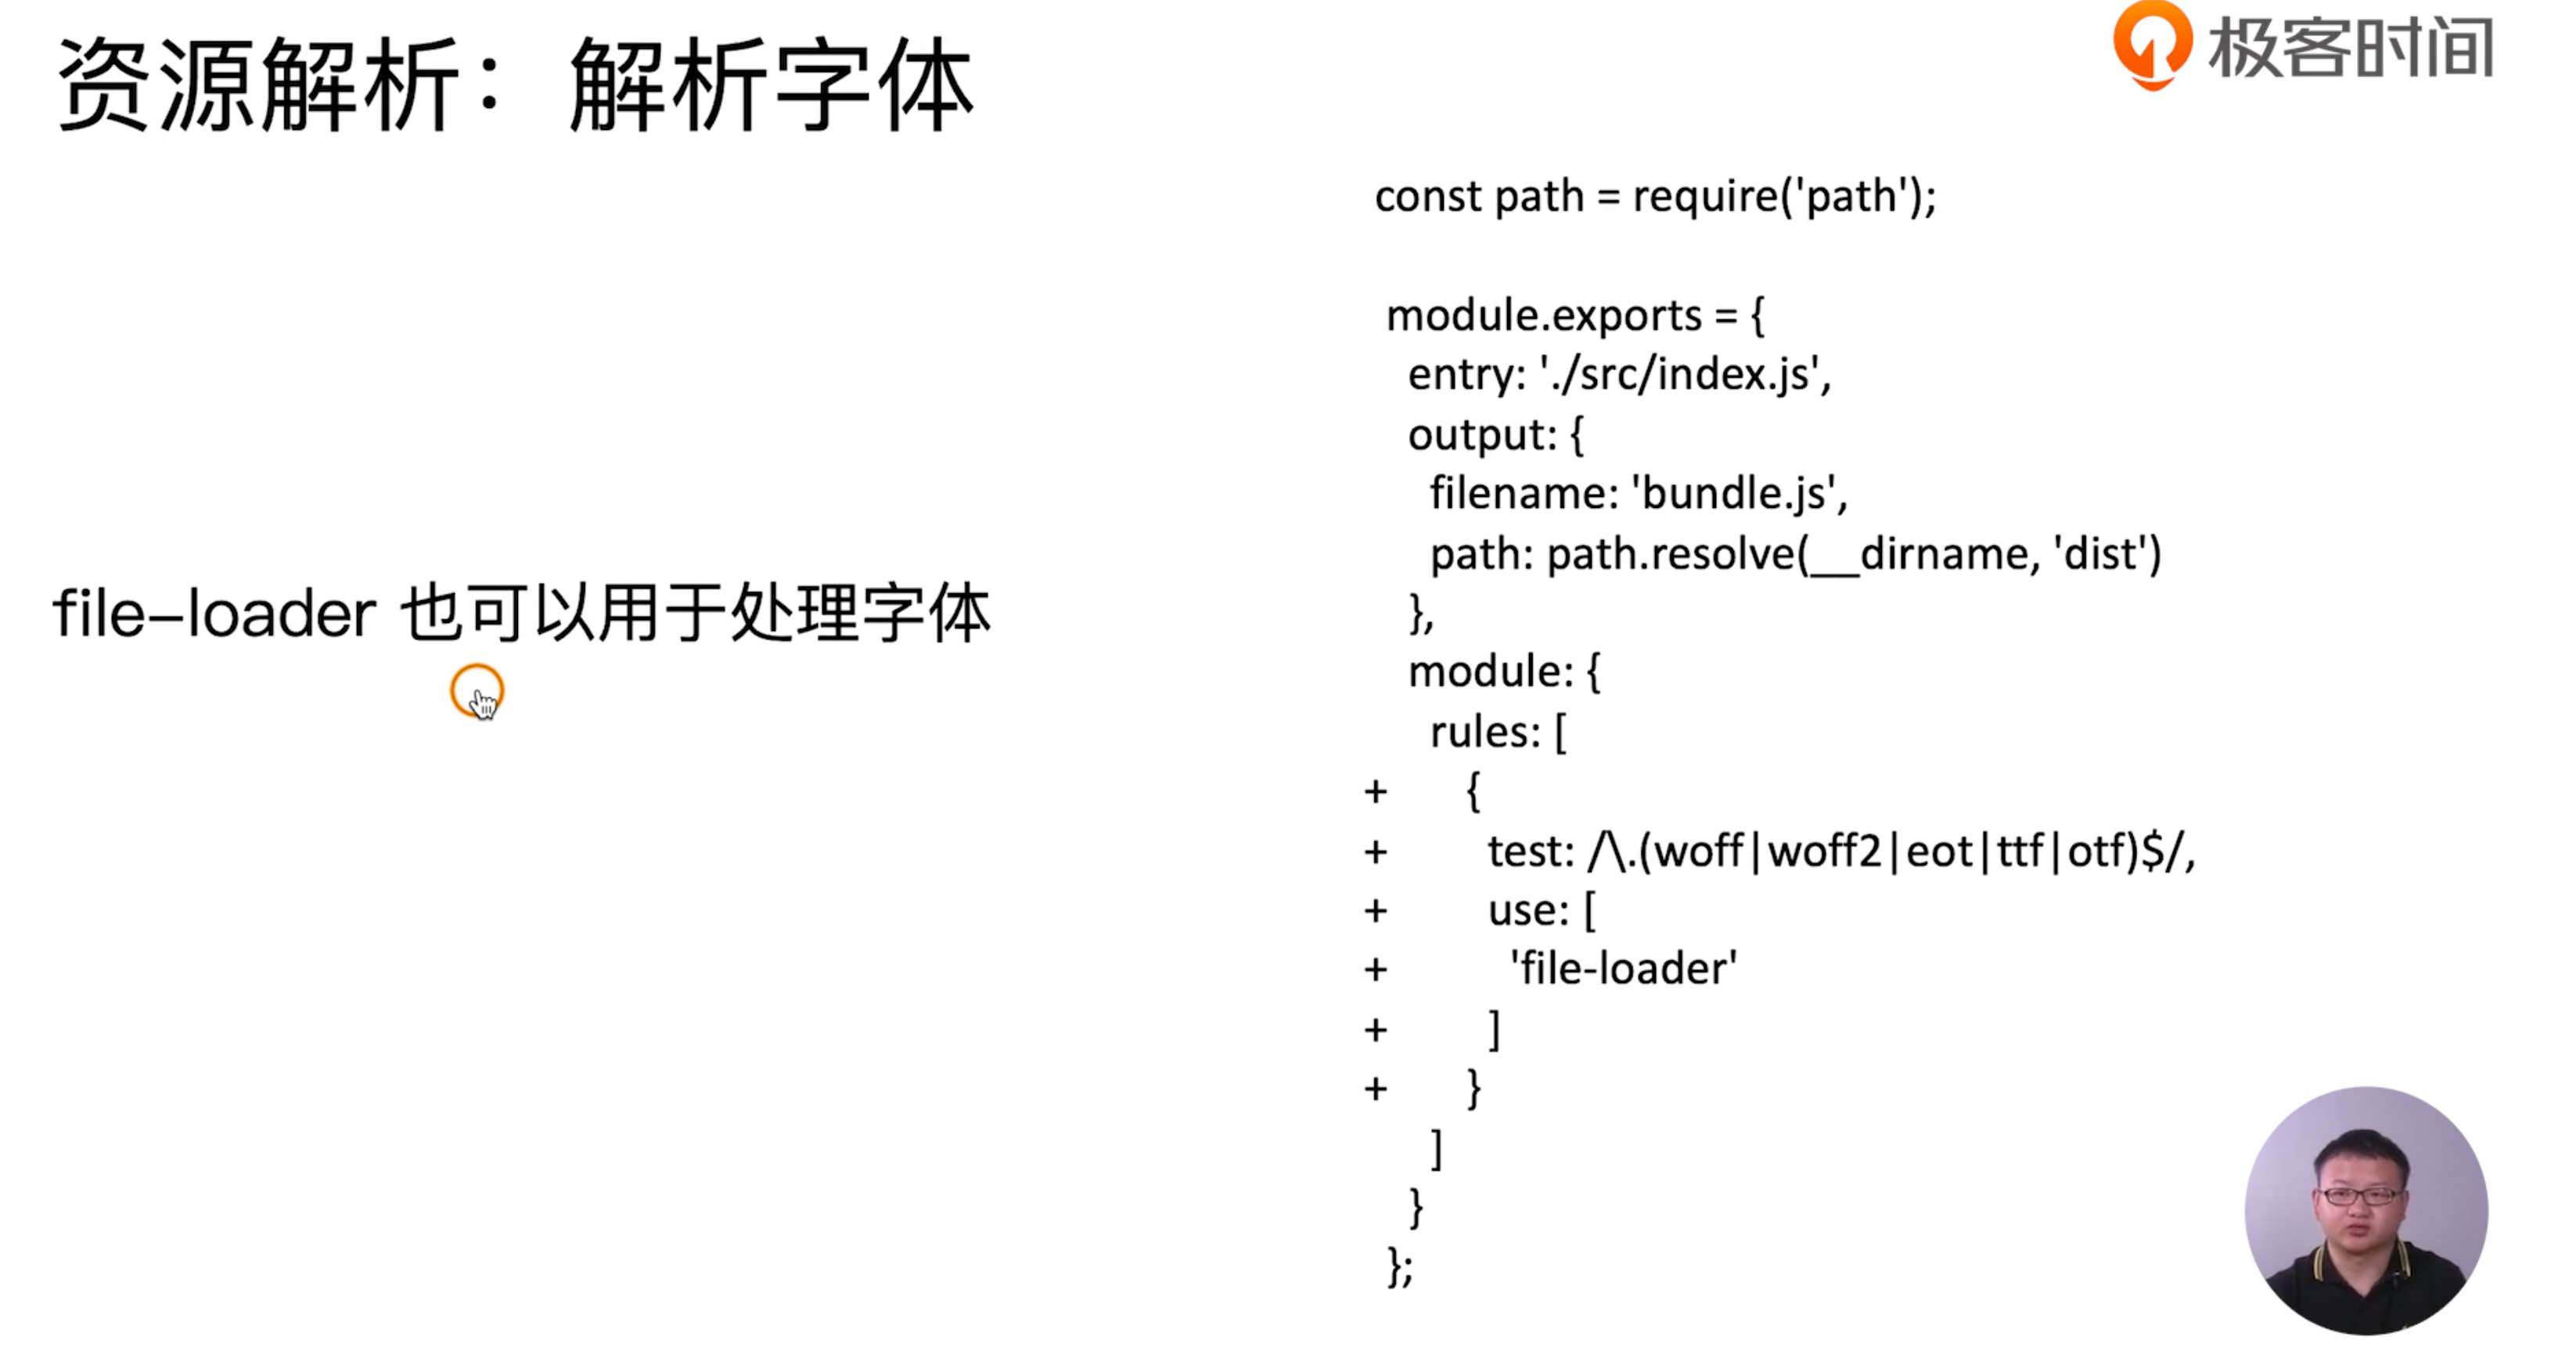 资源解析：解析字体
极客时间
file-loader 也可以用于处理字体
const path = require('path');
module.exports = {
entry: './src/index.js',
output: {
filename: 'bundle.js',
path: path.resolve(__dirname, 'dist')
},
module: {
rules: [
+ {
+ test: /\.(woff|woff2|eot|ttf|otf)$/,
+ use: [
+ 'file-loader'
+ ]
+ }
]
}
};